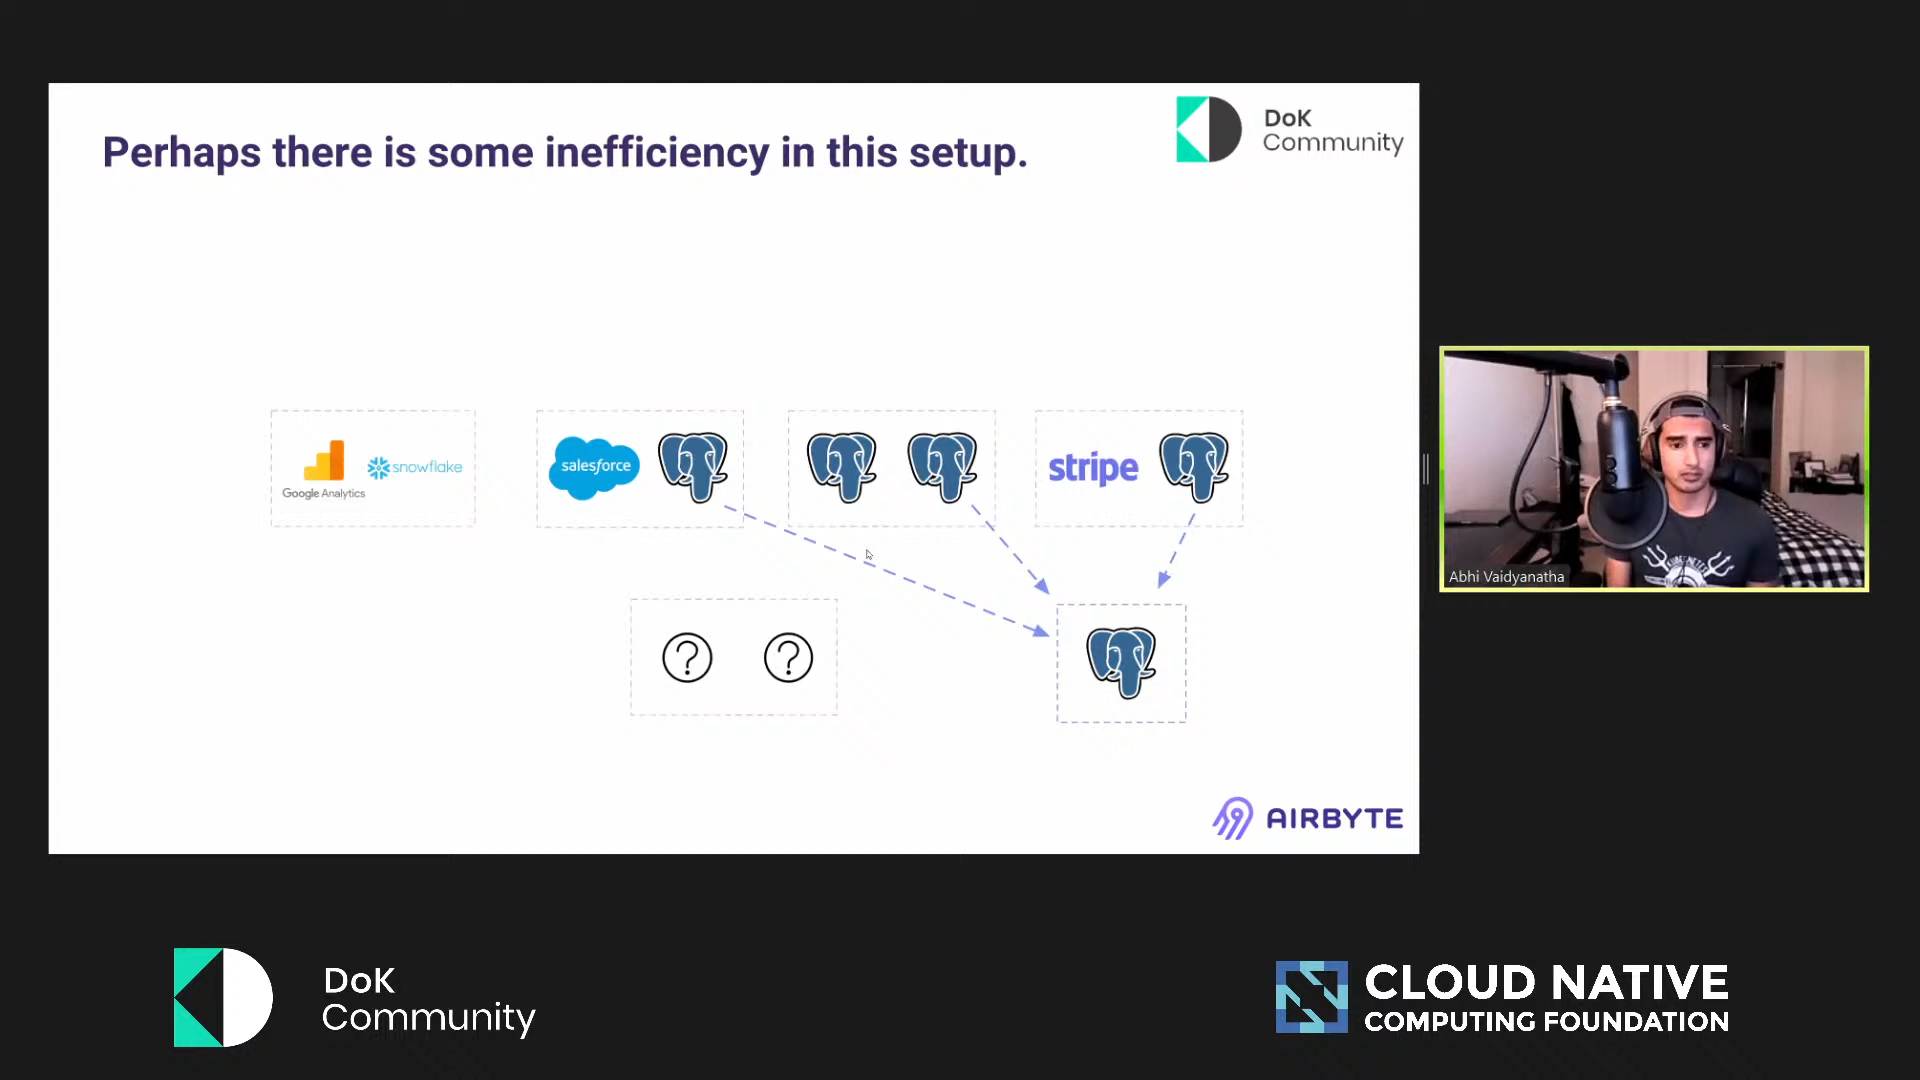 Perhaps there is some inefficiency in this setup.
DoK
Community
Google Analytics
snowflake
salesforce
stripe
?
?
AIRBYTE
Abhi Vaidyanatha
DoK
Community
CLOUD NATIVE
COMPUTING FOUNDATION